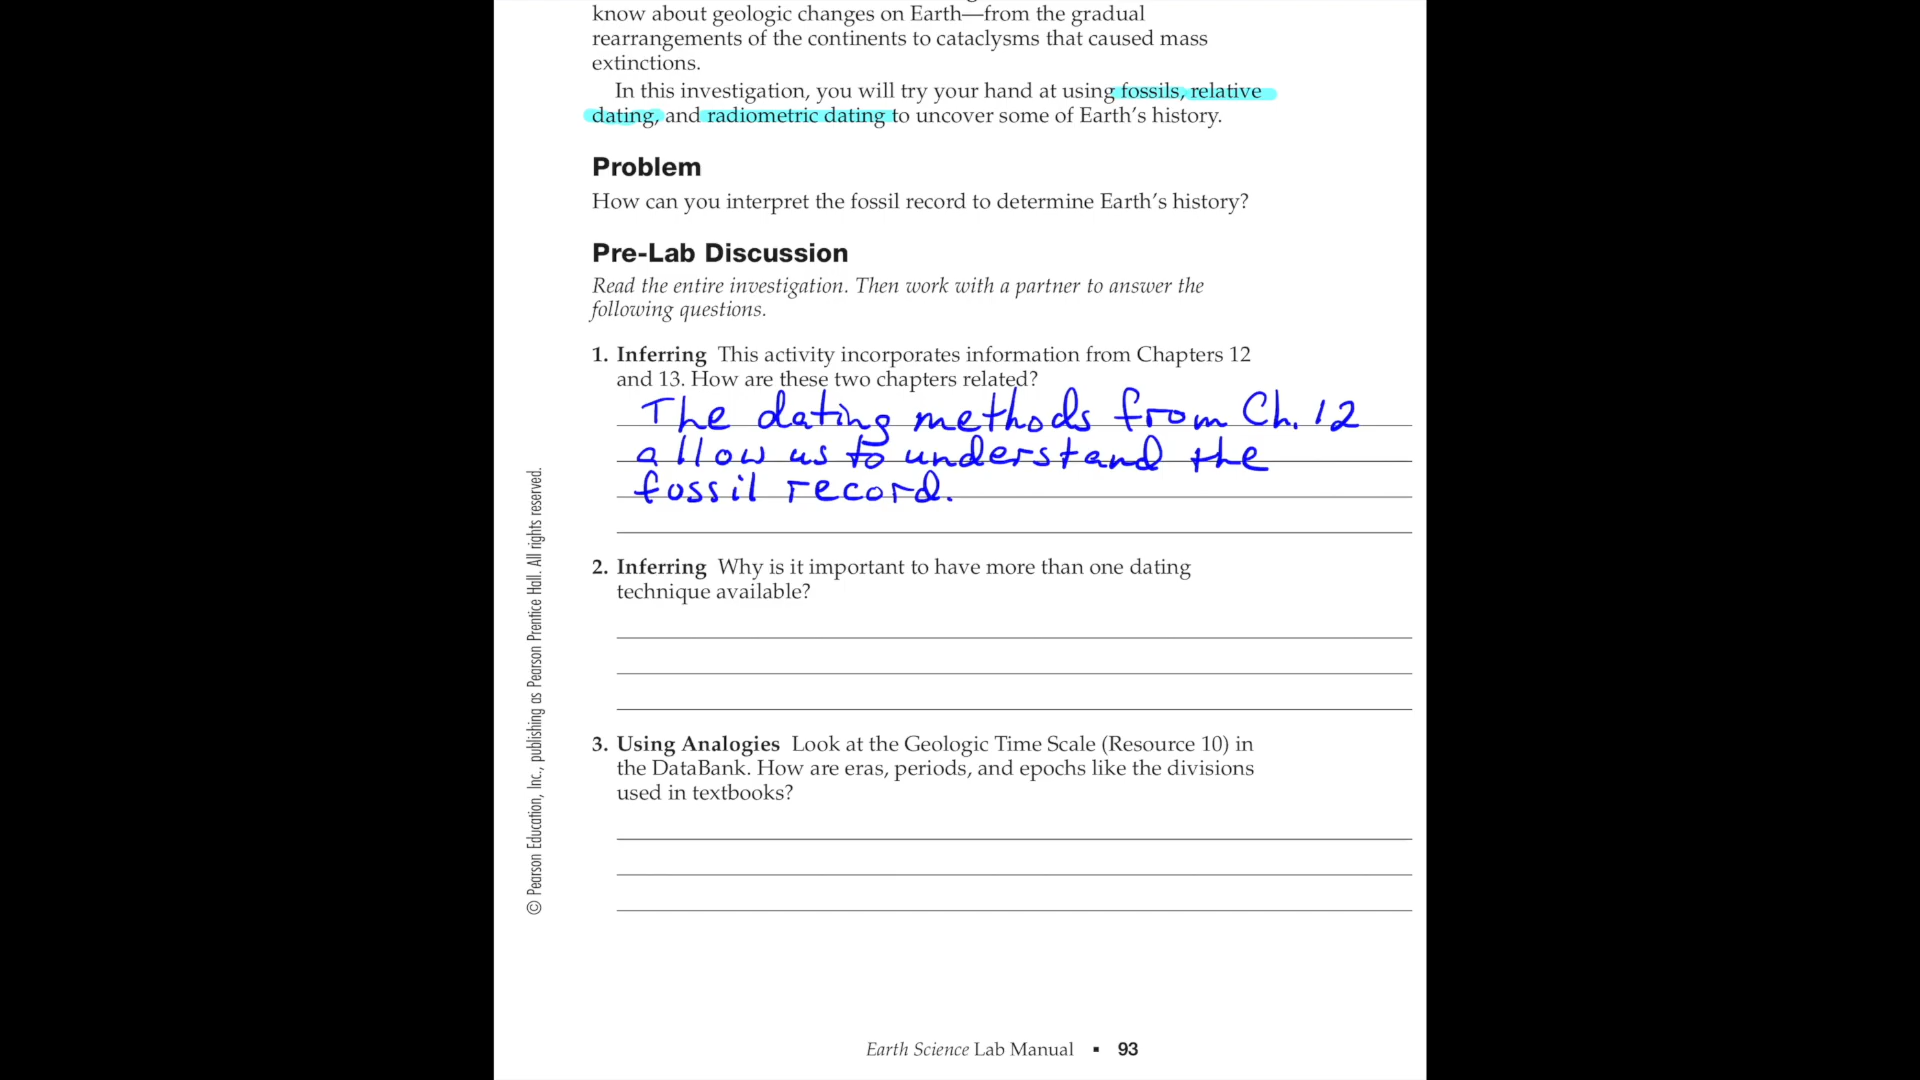 know about geologic changes on Earth—from the gradual
rearrangements of the continents to cataclysms that caused mass
extinctions.
In this investigation, you will try your hand at using fossils, relative
dating, and radiometric dating to uncover some of Earth's history.
Problem
How can you interpret the fossil record to determine Earth's history?
Pre-Lab Discussion
Read the entire investigation. Then work with a partner to answer the
following questions.
1. Inferring This activity incorporates information from Chapters 12
and 13. How are these two chapters related?
The dating methods from Ch. 12
allow us to understand the
fossil record.
2. Inferring Why is it important to have more than one dating
technique available?
3. Using Analogies Look at the Geologic Time Scale (Resource 10) in
the DataBank. How are eras, periods, and epochs like the divisions
used in textbooks?
© Pearson Education, Inc., publishing as Pearson Prentice Hall. All rights reserved.
Earth Science Lab Manual ▪ 93